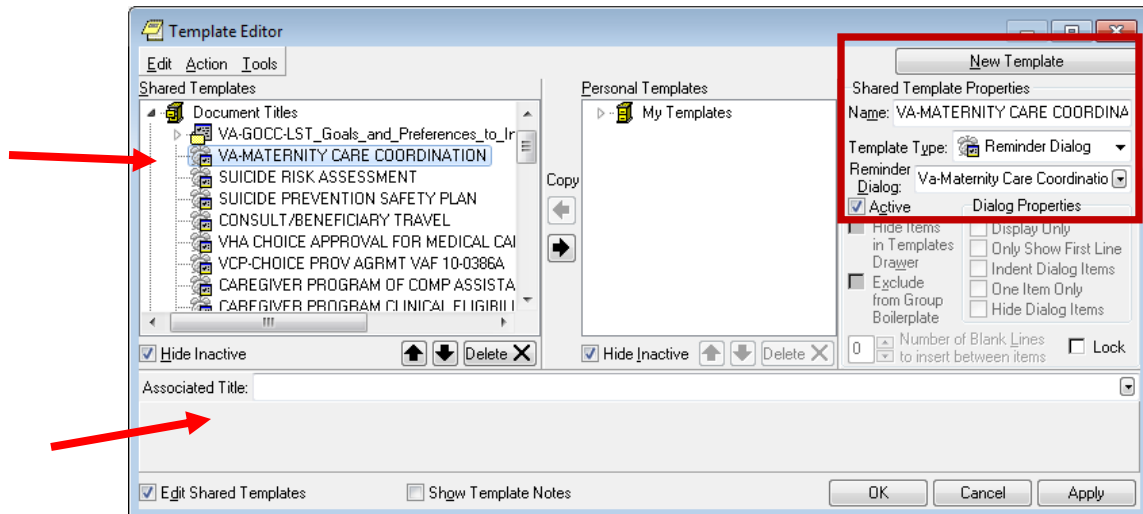 Template Editor
Edit Action Tools
New Template
Shared Templates
Document Titles
VA-GOCC-LST_Goals_and_Preferences_to_Ir
VA-MATERNITY CARE COORDINATION
SUICIDE RISK ASSESSMENT
SUICIDE PREVENTION SAFETY PLAN
CONSULT/BENEFICIARY TRAVEL
VHA CHOICE APPROVAL FOR MEDICAL CAI
VCP-CHOICE PROV AGRMT VAF 10-0386A
CAREGIVER PROGRAM OF COMP ASSISTA
CAREGIVER PROGRAM CLINICAL ELIGIBILI
Hide Inactive
Delete
Copy
Personal Templates
My Templates
Hide Inactive
Delete
Shared Template Properties
Name: VA-MATERNITY CARE COORDINA
Template Type: Reminder Dialog
Reminder
Dialog: Va-Maternity Care Coordinatio
Active
Hide Items
in Templates
Drawer
Exclude
from Group
Boilerplate
Dialog Properties
Display Only
Only Show First Line
Indent Dialog Items
One Item Only
Hide Dialog Items
0 Number of Blank Lines
to insert between items
Lock
Associated Title:
Edit Shared Templates
Show Template Notes
OK
Cancel
Apply